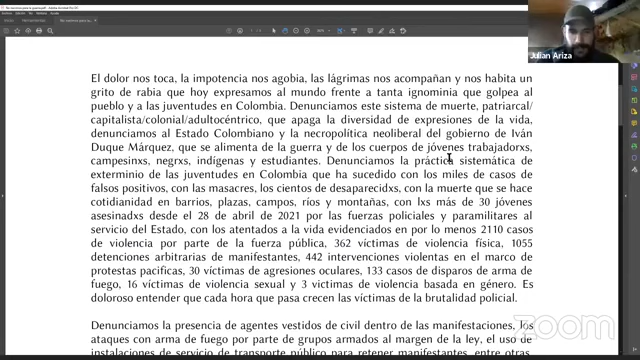 Julian Ariza
El dolor nos toca, la impotencia nos agobia, las lágrimas nos acompañan y nos habita un
grito de rabia que hoy expresamos al mundo frente a tanta ignominia que golpea al
pueblo y a las juventudes en Colombia. Denunciamos este sistema de muerte, patriarcal/
capitalista/colonial/adultocéntrico, que apaga la diversidad de expresiones de la vida,
denunciamos al Estado Colombiano y la necropolítica neoliberal del gobierno de Iván
Duque Márquez, que se alimenta de la guerra y de los cuerpos de jóvenes trabajadorxs,
campesinxs, negrxs, indígenas y estudiantes. Denunciamos la práctica sistemática de
exterminio de las juventudes en Colombia que ha sucedido con los miles de casos de
falsos positivos, con las masacres, los cientos de desaparecidxs, con la muerte que se hace
cotidianidad en barrios, plazas, campos, ríos y montañas, con lxs más de 30 jóvenes
asesinadxs desde el 28 de abril de 2021 por las fuerzas policiales y paramilitares al
servicio del Estado, con los atentados a la vida evidenciados en por lo menos 2110 casos
de violencia por parte de la fuerza pública, 362 víctimas de violencia física, 1055
detenciones arbitrarias de manifestantes, 442 intervenciones violentas en el marco de
protestas pacificas, 30 víctimas de agresiones oculares, 133 casos de disparos de arma de
fuego, 16 víctimas de violencia sexual y 3 victimas de violencia basada en género. Es
doloroso entender que cada hora que pasa crecen las víctimas de la brutalidad policial.
Denunciamos la presencia de agentes vestidos de civil dentro de las manifestaciones, los
ataques con arma de fuego por parte de grupos armados al margen de la ley, el uso de
instalaciones de servicio de transporte público para retener manifestantes, entre otras
zoom